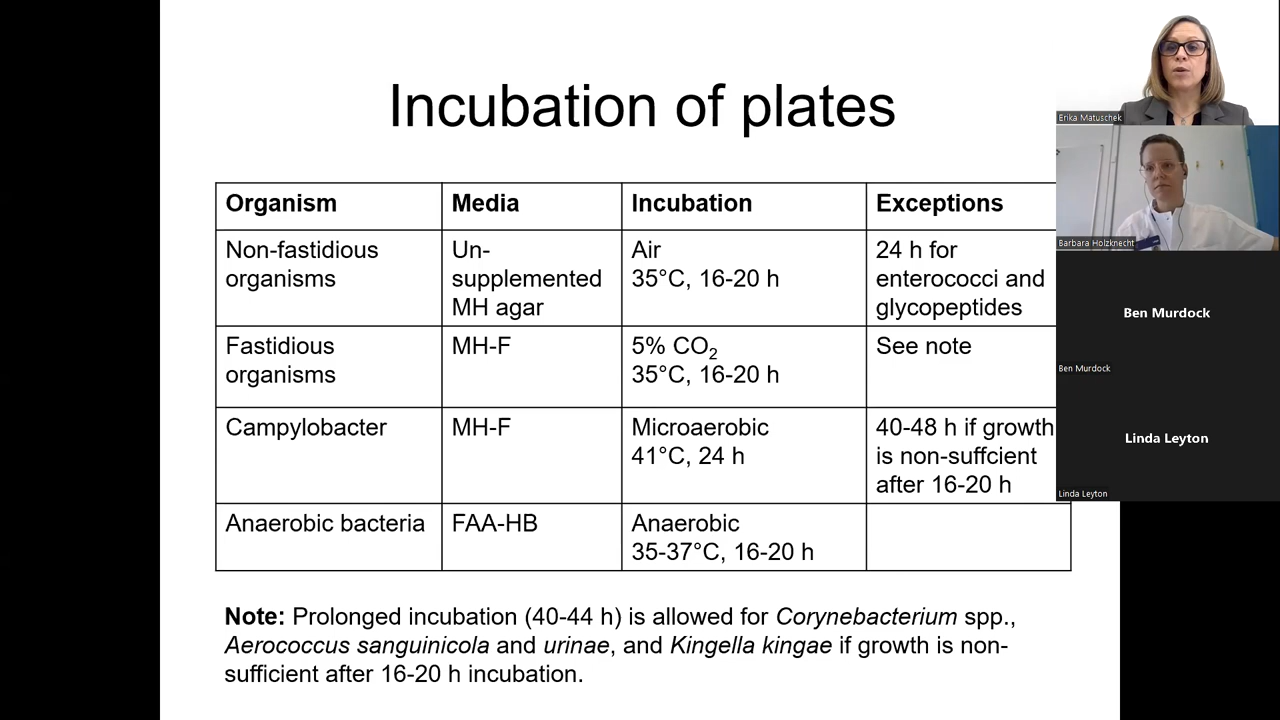 Incubation of plates
Organism Media Incubation Exceptions
Non-fastidious
organisms
Un-
supplemented
MH agar
Air
35°C, 16-20 h
24 h for
enterococci and
glycopeptides
Fastidious
organisms
MH-F
5% CO₂
35°C, 16-20 h
See note
Campylobacter
MH-F
Microaerobic
41°C, 24 h
40-48 h if growth
is non-suffcient
after 16-20 h
Anaerobic bacteria
FAA-HB
Anaerobic
35-37°C, 16-20 h
Note: Prolonged incubation (40-44 h) is allowed for Corynebacterium spp.,
Aerococcus sanguinicola and urinae, and Kingella kingae if growth is non-
sufficient after 16-20 h incubation.
Erika Matuschek
Barbara Holzknecht
Ben Murdock
Ben Murdock
Linda Leyton
Linda Leyton